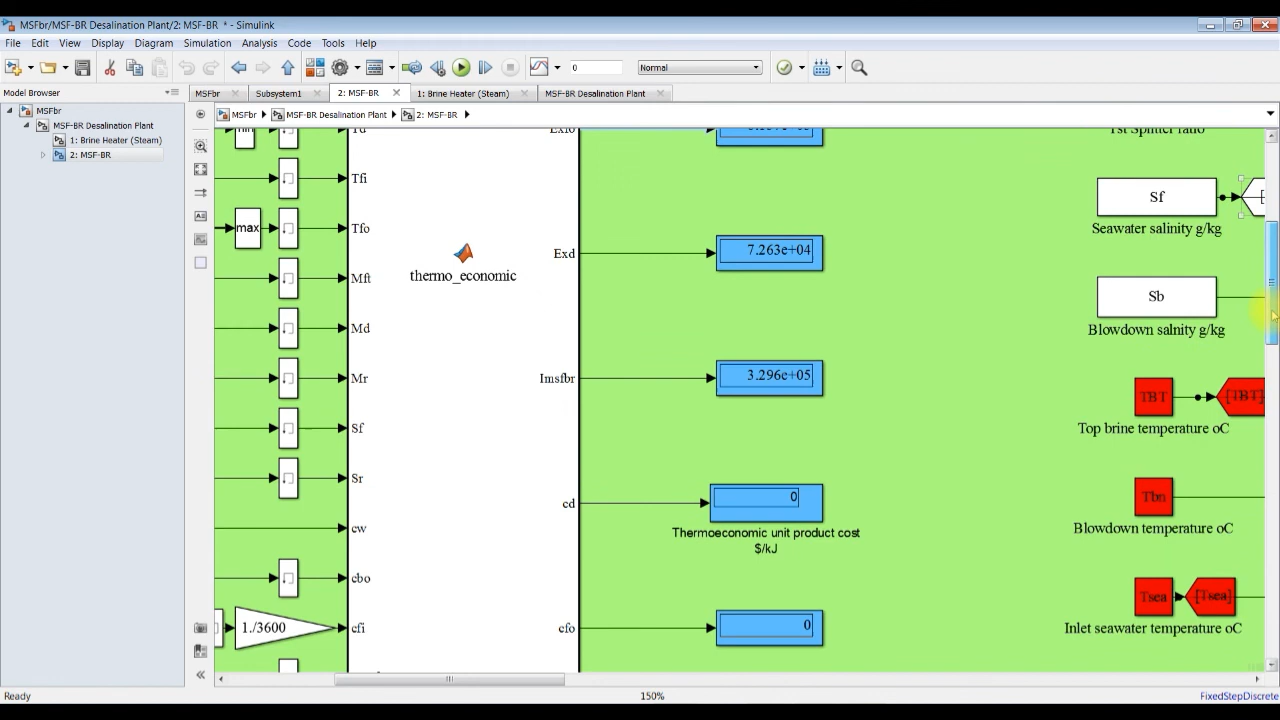 MSFbr/MSF-BR Desalination Plant/2: MSF-BR * - Simulink
File Edit View Display Diagram Simulation Analysis Code Tools Help
0 Normal
Model Browser
MSFbr Subsystem1 2: MSF-BR 1: Brine Heater (Steam) MSF-BR Desalination Plant
MSFbr MSF-BR Desalination Plant 2: MSF-BR
MSFbr
MSF-BR Desalination Plant
1: Brine Heater (Steam)
2: MSF-BR
Tfi
max Tfo
Mft
Md
Mr
Sf
Sr
cw
cbo
1./3600 cfi
thermo_economic
Exd 7.263e+04
Imsfbr 3.296e+05
cd 0
Thermoeconomic unit product cost
$/kJ
cfo 0
1st Splitter ratio
Sf
Seawater salinity g/kg
Sb
Blowdown salnity g/kg
TBT [TBT]
Top brine temperature oC
Tbn
Blowdown temperature oC
Tsea [Tsea]
Inlet seawater temperature oC
Ready 150% FixedStepDiscrete